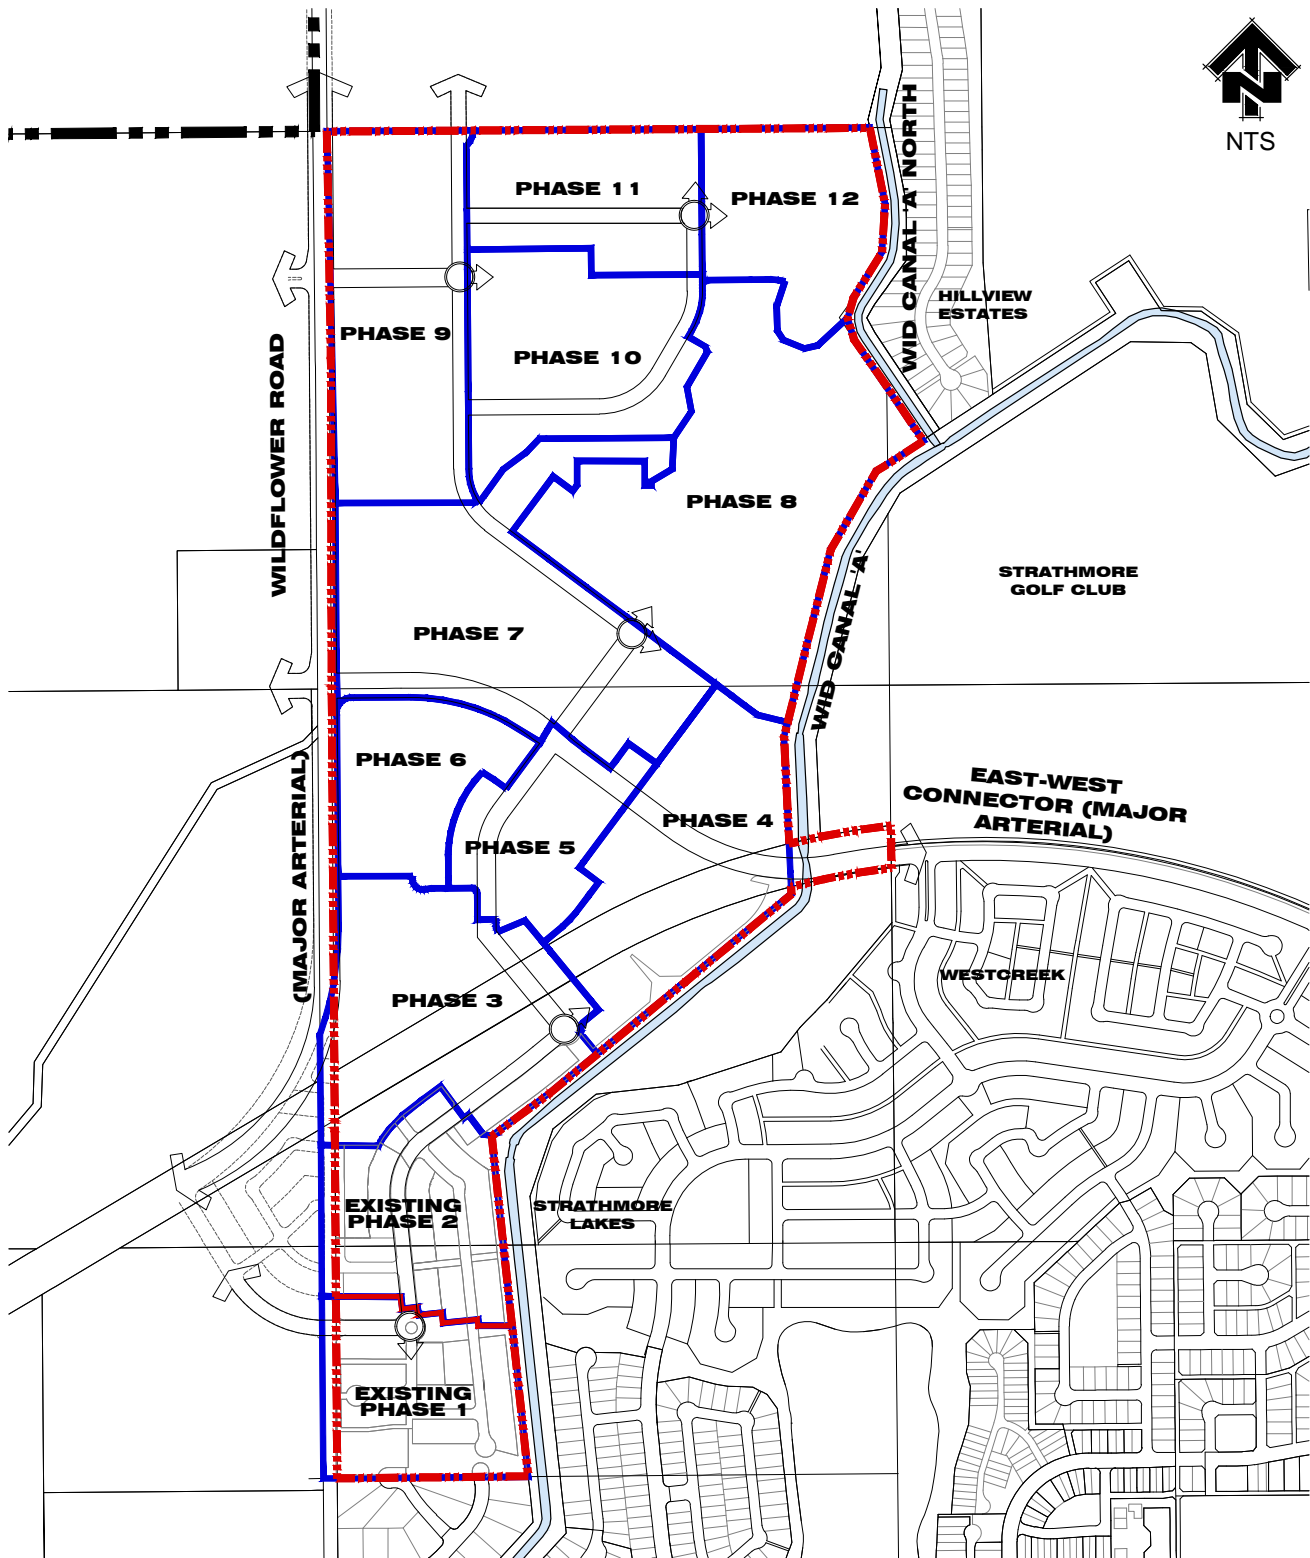 N
NTS
PHASE 11
PHASE 12
WID CANAL 'A' NORTH
HILLVIEW
ESTATES
PHASE 9
PHASE 10
WILDFLOWER ROAD
(MAJOR ARTERIAL)
PHASE 8
STRATHMORE
GOLF CLUB
WID CANAL 'A'
PHASE 7
PHASE 6
EAST-WEST
CONNECTOR (MAJOR
ARTERIAL)
PHASE 4
PHASE 5
WESTCREEK
PHASE 3
EXISTING
PHASE 2
STRATHMORE
LAKES
EXISTING
PHASE 1